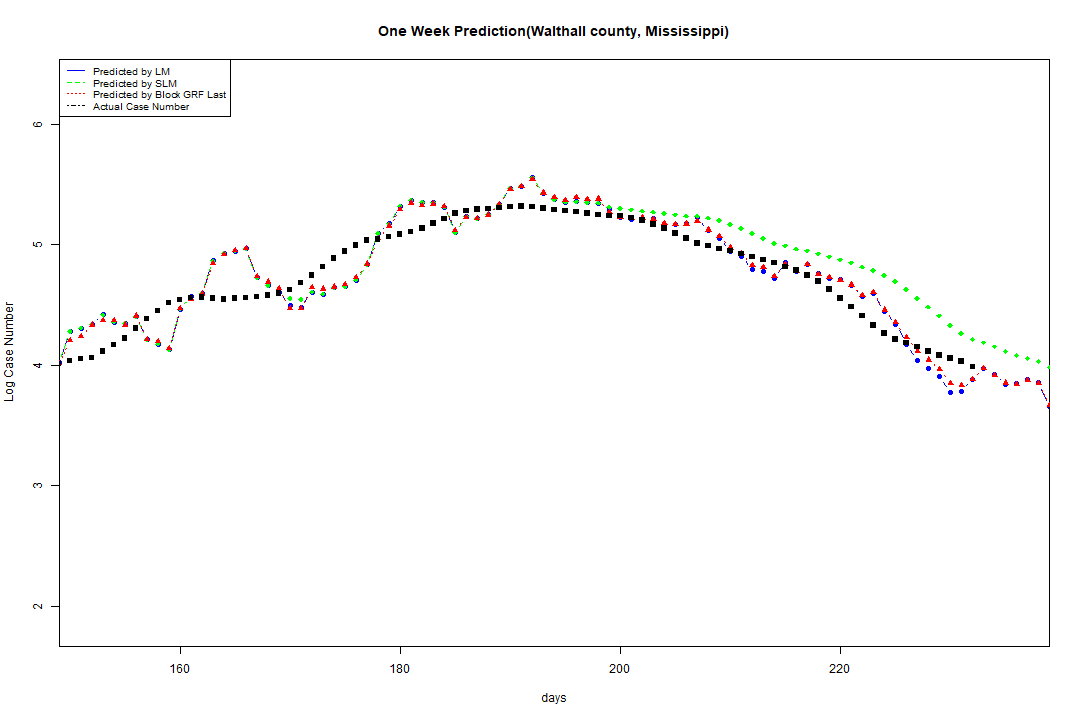 One Week Prediction(Walthall county, Mississippi)
Predicted by LM
Predicted by SLM
Predicted by Block GRF Last
Actual Case Number
6
5
4
3
2
Log Case Number
160 180 200 220
days